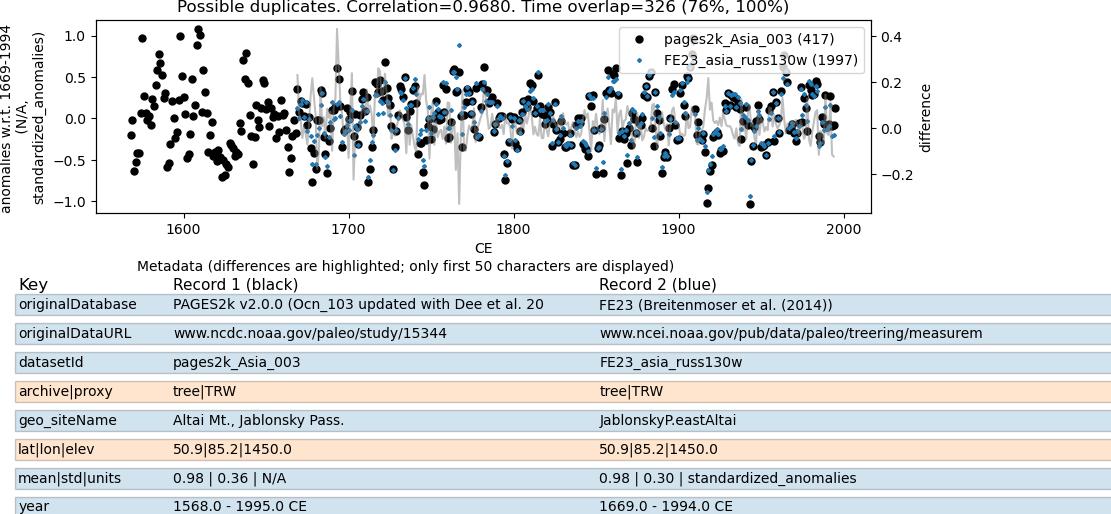 Possible duplicates. Correlation=0.9680. Time overlap=326 (76%, 100%)
anomalies w.r.t. 1669-1994
(N/A,
standardized_anomalies)
1.0
0.5
0.0
−0.5
−1.0
pages2k_Asia_003 (417)
FE23_asia_russ130w (1997)
0.4
0.2
0.0
−0.2
difference
1600
1700
1800
1900
2000
CE
Metadata (differences are highlighted; only first 50 characters are displayed)
Key Record 1 (black) Record 2 (blue)
originalDatabase PAGES2k v2.0.0 (Ocn_103 updated with Dee et al. 20 FE23 (Breitenmoser et al. (2014))
originalDataURL www.ncdc.noaa.gov/paleo/study/15344 www.ncei.noaa.gov/pub/data/paleo/treering/measurem
datasetId pages2k_Asia_003 FE23_asia_russ130w
archive|proxy tree|TRW tree|TRW
geo_siteName Altai Mt., Jablonsky Pass. JablonskyP.eastAltai
lat|lon|elev 50.9|85.2|1450.0 50.9|85.2|1450.0
mean|std|units 0.98 | 0.36 | N/A 0.98 | 0.30 | standardized_anomalies
year 1568.0 - 1995.0 CE 1669.0 - 1994.0 CE